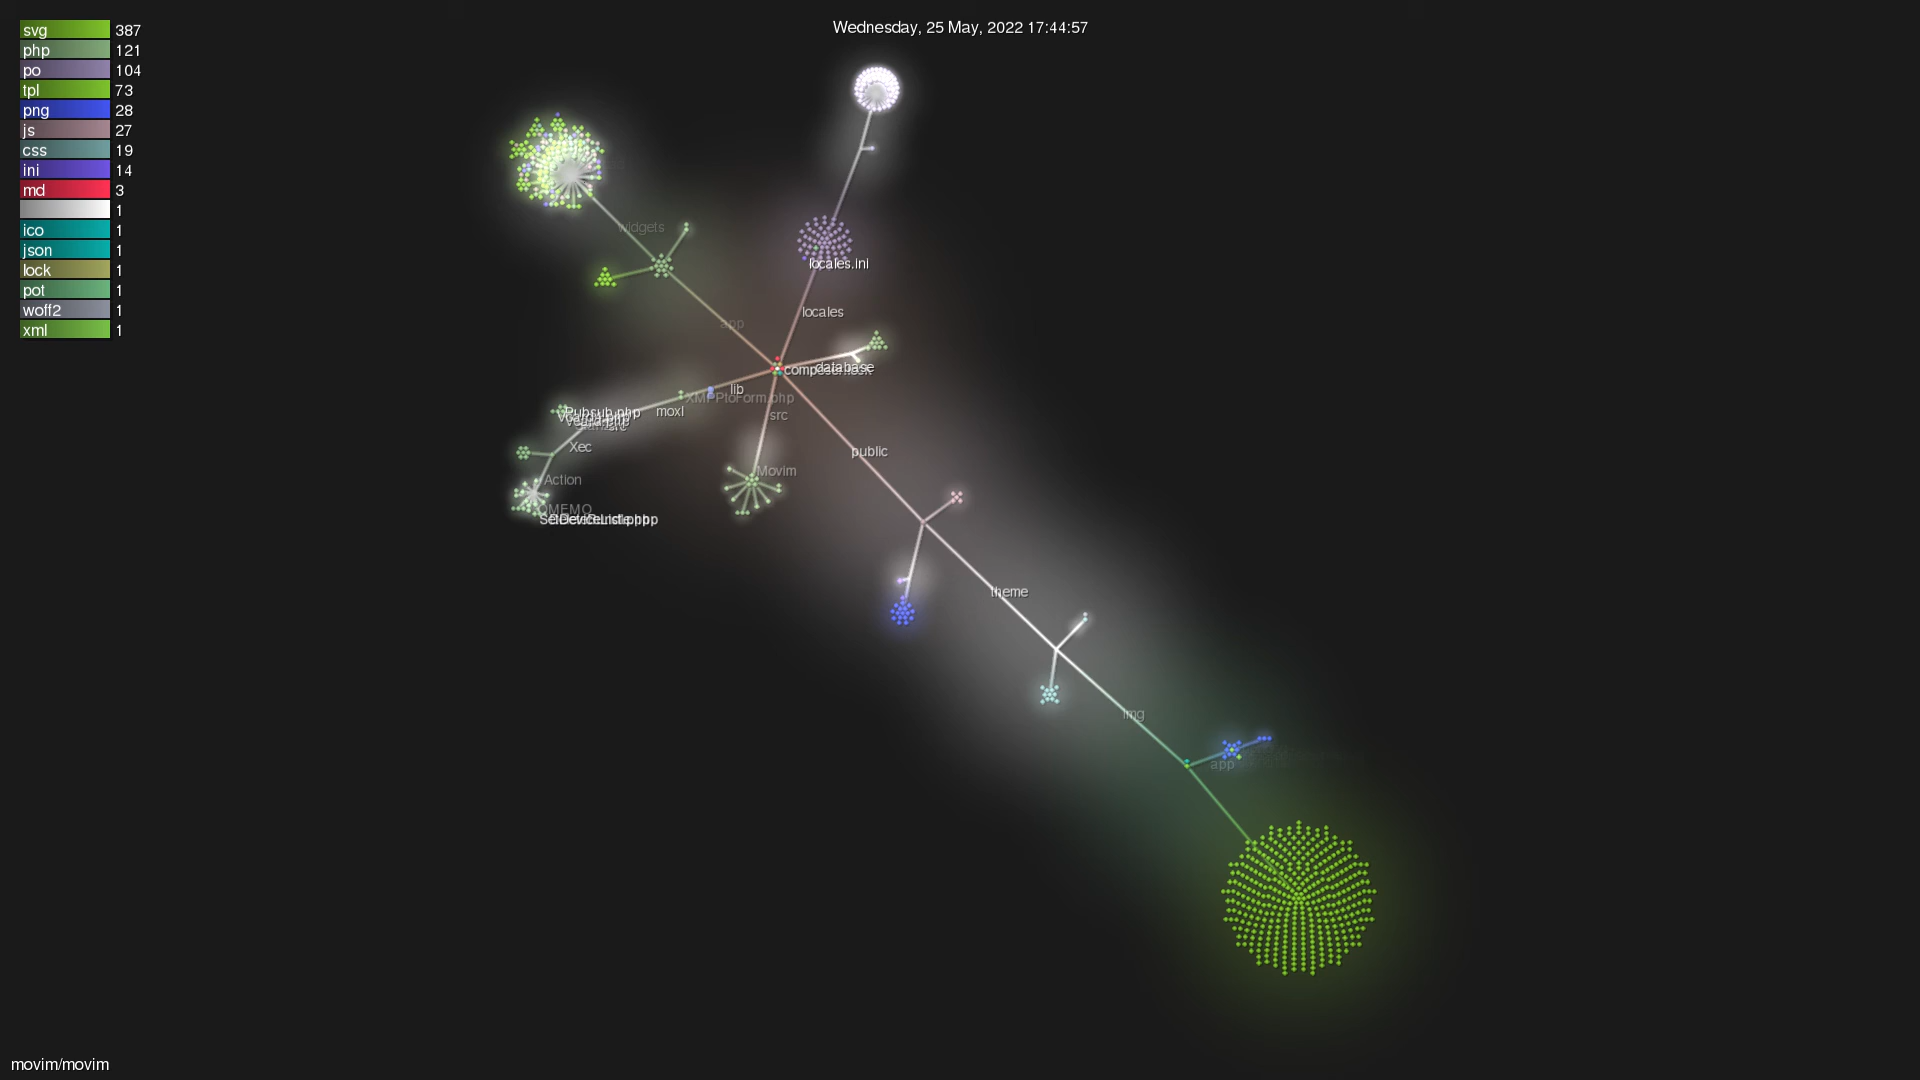 Wednesday, 25 May, 2022 17:44:57
svg 387
php 121
po 104
tpl 73
png 28
js 27
css 19
ini 14
md 3
1
ico 1
json 1
lock 1
pot 1
woff2 1
xml 1
widgets
locales.ini
locales
app
database
lib
XMPPtoForm.php
moxl
Pubsub.php
src
Xec
public
Movim
Action
OMEMO
theme
img
app
movim/movim